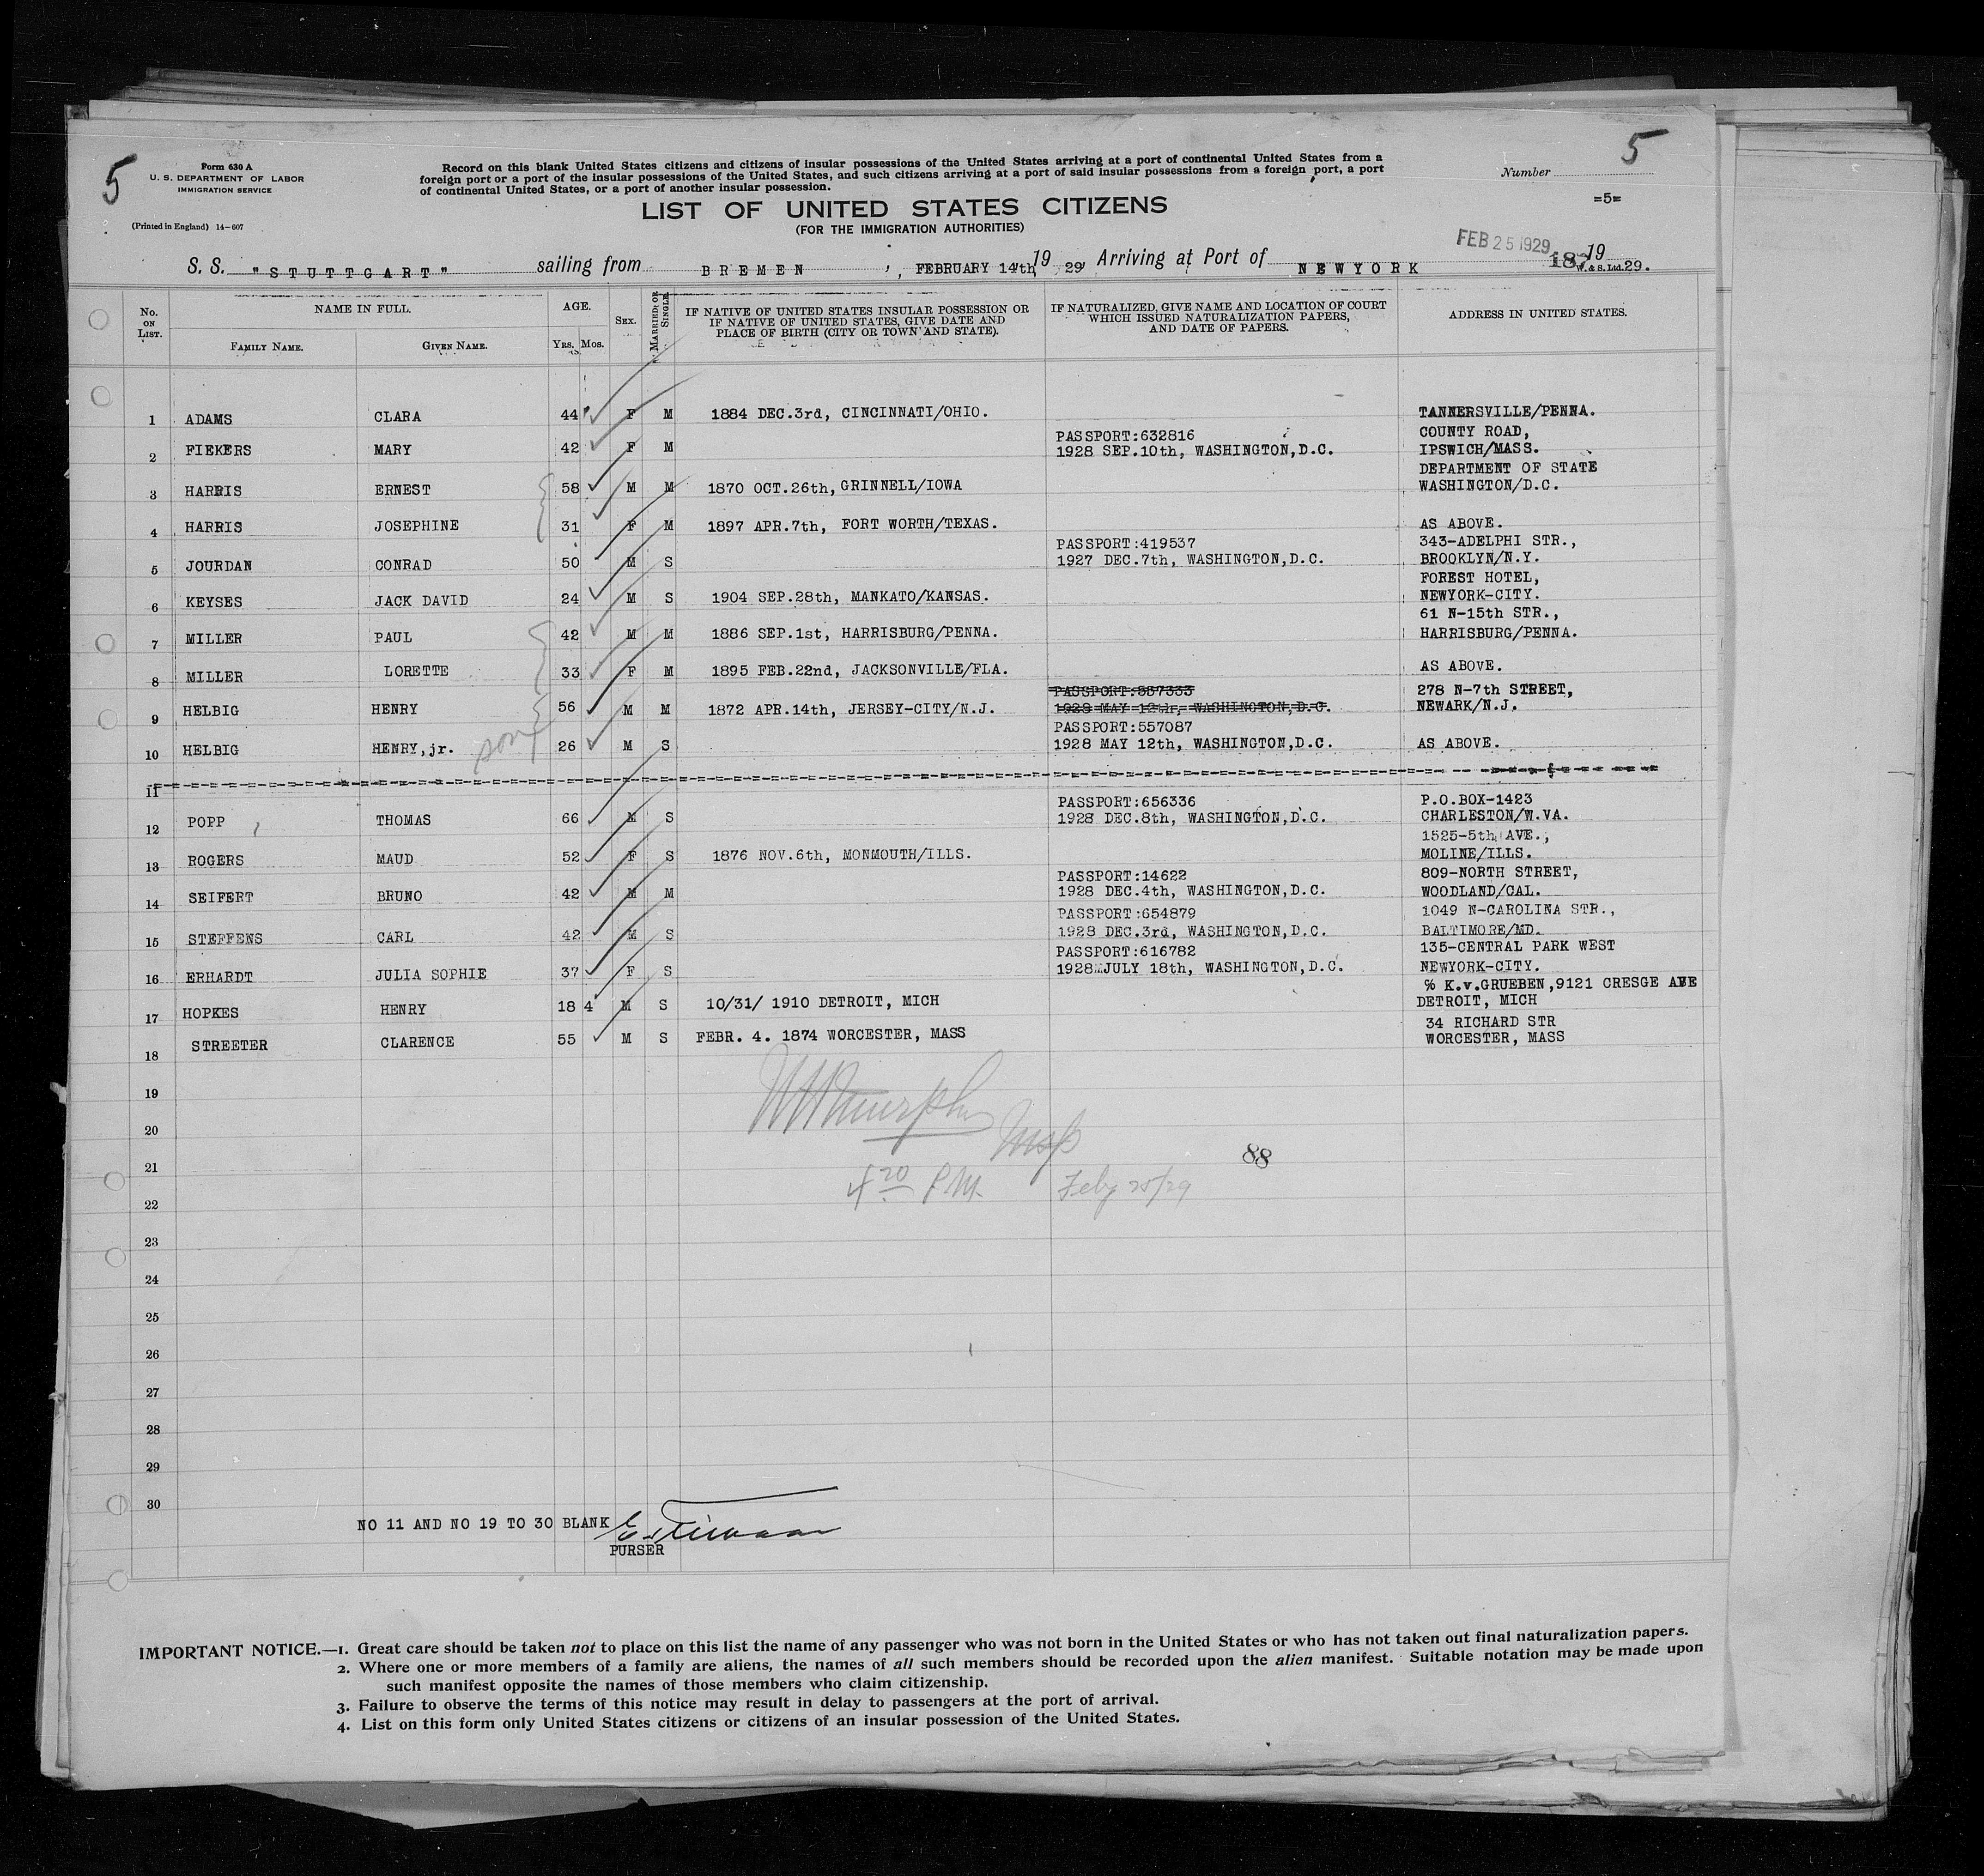 5
5
Form 630 A
U. S. DEPARTMENT OF LABOR
IMMIGRATION SERVICE
(Printed in England) 14-607
Record on this blank United States citizens and citizens of insular possessions of the United States arriving at a port of continental United States from a
foreign port or a port of the insular possessions of the United States, and such citizens arriving at a port of said insular possessions from a foreign port, a port
of continental United States, or a port of another insular possession.
Number
=5=
LIST OF UNITED STATES CITIZENS
(FOR THE IMMIGRATION AUTHORITIES)
FEB 25 1929
S. S. "STUTTGART" sailing from BREMEN, FEBRUARY 14th 1929, Arriving at Port of NEWYORK 187 19 29.
W. & S. Ltd.
No. ON LIST. NAME IN FULL. AGE. SEX. MARRIED OR SINGLE. IF NATIVE OF UNITED STATES INSULAR POSSESSION OR IF NATIVE OF UNITED STATES, GIVE DATE AND PLACE OF BIRTH (CITY OR TOWN AND STATE). IF NATURALIZED, GIVE NAME AND LOCATION OF COURT WHICH ISSUED NATURALIZATION PAPERS, AND DATE OF PAPERS. ADDRESS IN UNITED STATES.
FAMILY NAME. GIVEN NAME. YRS. MOS.
1 ADAMS CLARA 44 F M 1884 DEC.3rd, CINCINNATI/OHIO. TANNERSVILLE/PENNA.
PASSPORT:632816 COUNTY ROAD,
2 FIEKERS MARY 42 F M 1928 SEP.10th, WASHINGTON,D.C. IPSWICH/MASS.
DEPARTMENT OF STATE
3 HARRIS ERNEST 58 M M 1870 OCT.26th, GRINNELL/IOWA WASHINGTON/D.C.
4 HARRIS JOSEPHINE 31 F M 1897 APR.7th, FORT WORTH/TEXAS. AS ABOVE.
PASSPORT:419537 343-ADELPHI STR.,
5 JOURDAN CONRAD 50 M S 1927 DEC.7th, WASHINGTON,D.C. BROOKLYN/N.Y.
FOREST HOTEL,
6 KEYSES JACK DAVID 24 M S 1904 SEP.28th, MANKATO/KANSAS. NEWYORK-CITY.
61 N-15th STR.,
7 MILLER PAUL 42 M M 1886 SEP.1st, HARRISBURG/PENNA. HARRISBURG/PENNA.
8 MILLER LORETTE 33 F M 1895 FEB.22nd, JACKSONVILLE/FLA. AS ABOVE.
PASSPORT:557333 278 N-7th STREET,
9 HELBIG HENRY 56 M M 1872 APR.14th, JERSEY-CITY/N.J. 1928 MAY 12th, WASHINGTON,D.C. NEWARK/N.J.
PASSPORT:557087
10 HELBIG HENRY,jr. son 26 M S 1928 MAY 12th, WASHINGTON,D.C. AS ABOVE.
11
PASSPORT:656336 P.O.BOX-1423
12 POPP THOMAS 66 M S 1928 DEC.8th, WASHINGTON,D.C. CHARLESTON/W.VA.
1525-5th AVE.,
13 ROGERS MAUD 52 F S 1876 NOV.6th, MONMOUTH/ILLS. MOLINE/ILLS.
PASSPORT:14622 809-NORTH STREET,
14 SEIFERT BRUNO 42 M M 1928 DEC.4th, WASHINGTON,D.C. WOODLAND/CAL.
PASSPORT:654879 1049 N-CAROLINA STR.,
15 STEFFENS CARL 42 M S 1928 DEC.3rd, WASHINGTON,D.C. BALTIMORE/MD.
PASSPORT:616782 135-CENTRAL PARK WEST
16 ERHARDT JULIA SOPHIE 37 F S 1928 JULY 18th, WASHINGTON,D.C. NEWYORK-CITY.
℅ K.v.GRUEBEN,9121 CRESGE AVE
17 HOPKES HENRY 18 4 M S 10/31/ 1910 DETROIT, MICH DETROIT, MICH
34 RICHARD STR
18 STREETER CLARENCE 55 M S FEBR. 4. 1874 WORCESTER, MASS WORCESTER, MASS
19
Murphy
20
Insp
88
21
4 20 P.M. Feby 25/29
22
23
24
25
26
27
28
29
30
NO 11 AND NO 19 TO 30 BLANK
PURSER
IMPORTANT NOTICE.—1. Great care should be taken not to place on this list the name of any passenger who was not born in the United States or who has not taken out final naturalization papers.
2. Where one or more members of a family are aliens, the names of all such members should be recorded upon the alien manifest. Suitable notation may be made upon
such manifest opposite the names of those members who claim citizenship.
3. Failure to observe the terms of this notice may result in delay to passengers at the port of arrival.
4. List on this form only United States citizens or citizens of an insular possession of the United States.